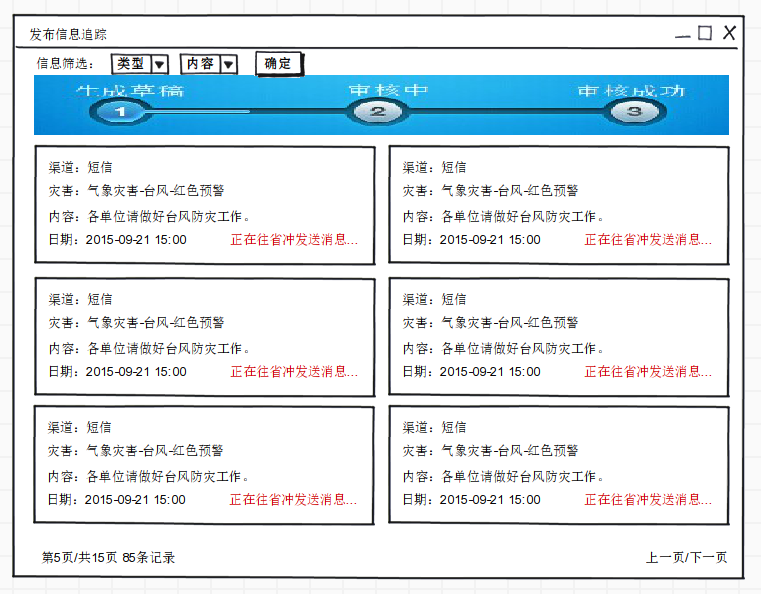 发布信息追踪
信息筛选： 类型 内容 确定
生成草稿 审核中 审核成功
1 2 3
渠道：短信
灾害：气象灾害-台风-红色预警
内容：各单位请做好台风防灾工作。
日期：2015-09-21 15:00 正在往省冲发送消息...
渠道：短信
灾害：气象灾害-台风-红色预警
内容：各单位请做好台风防灾工作。
日期：2015-09-21 15:00 正在往省冲发送消息...
渠道：短信
灾害：气象灾害-台风-红色预警
内容：各单位请做好台风防灾工作。
日期：2015-09-21 15:00 正在往省冲发送消息...
渠道：短信
灾害：气象灾害-台风-红色预警
内容：各单位请做好台风防灾工作。
日期：2015-09-21 15:00 正在往省冲发送消息...
渠道：短信
灾害：气象灾害-台风-红色预警
内容：各单位请做好台风防灾工作。
日期：2015-09-21 15:00 正在往省冲发送消息...
渠道：短信
灾害：气象灾害-台风-红色预警
内容：各单位请做好台风防灾工作。
日期：2015-09-21 15:00 正在往省冲发送消息...
第5页/共15页 85条记录 上一页/下一页